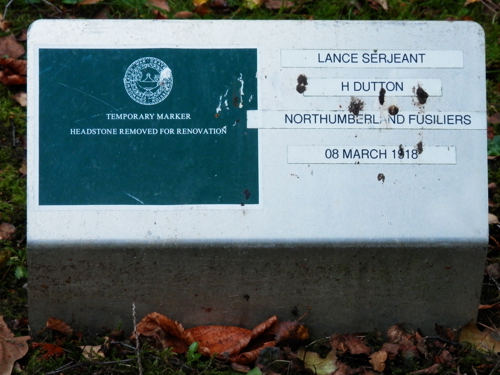 TEMPORARY MARKER
HEADSTONE REMOVED FOR RENOVATION
LANCE SERJEANT
H DUTTON
NORTHUMBERLAND FUSILIERS
08 MARCH 1918